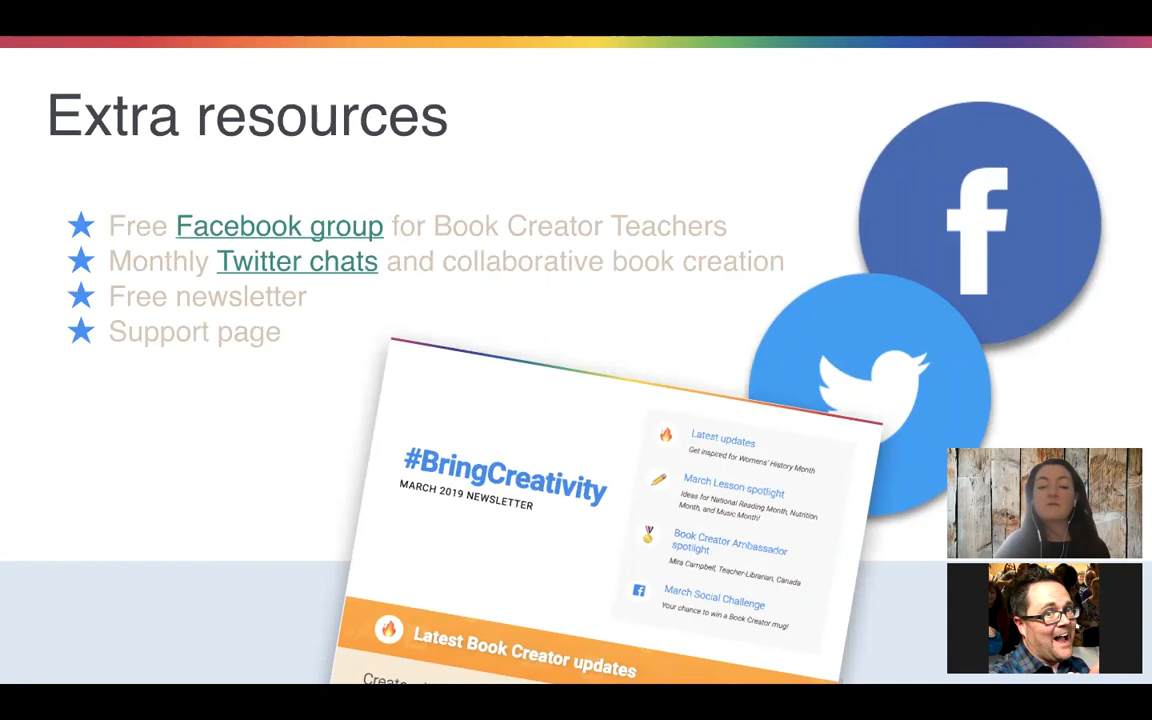 Extra resources
Free Facebook group for Book Creator Teachers
Monthly Twitter chats and collaborative book creation
Free newsletter
Support page
#BringCreativity
MARCH 2019 NEWSLETTER
Latest updates
Get inspired for Womens' History Month
March Lesson spotlight
Ideas for National Reading Month, Nutrition
Month, and Music Month!
Book Creator Ambassador
spotlight
Mira Campbell, Teacher-Librarian, Canada
March Social Challenge
Your chance to win a Book Creator mug!
Latest Book Creator updates